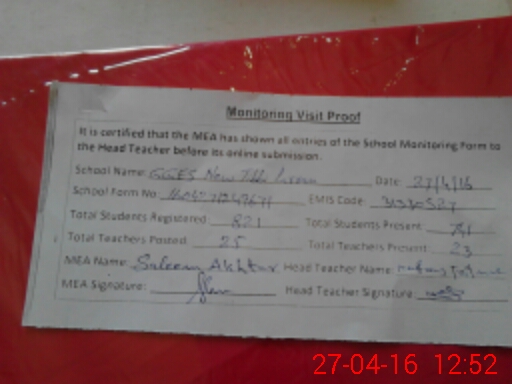 Monitoring Visit Proof
It is certified that the MEA has shown all entries of the School Monitoring Form to
the Head Teacher before its online submission.
School Name: GGES New Date: 27/4/16
School Form No: EMIS Code:
Total Students Registered: 821 Total Students Present:
Total Teachers Posted: 25 Total Teachers Present: 23
MEA Name: Saleem Akhtar Head Teacher Name:
MEA Signature: Head Teacher Signature:
27-04-16 12:52